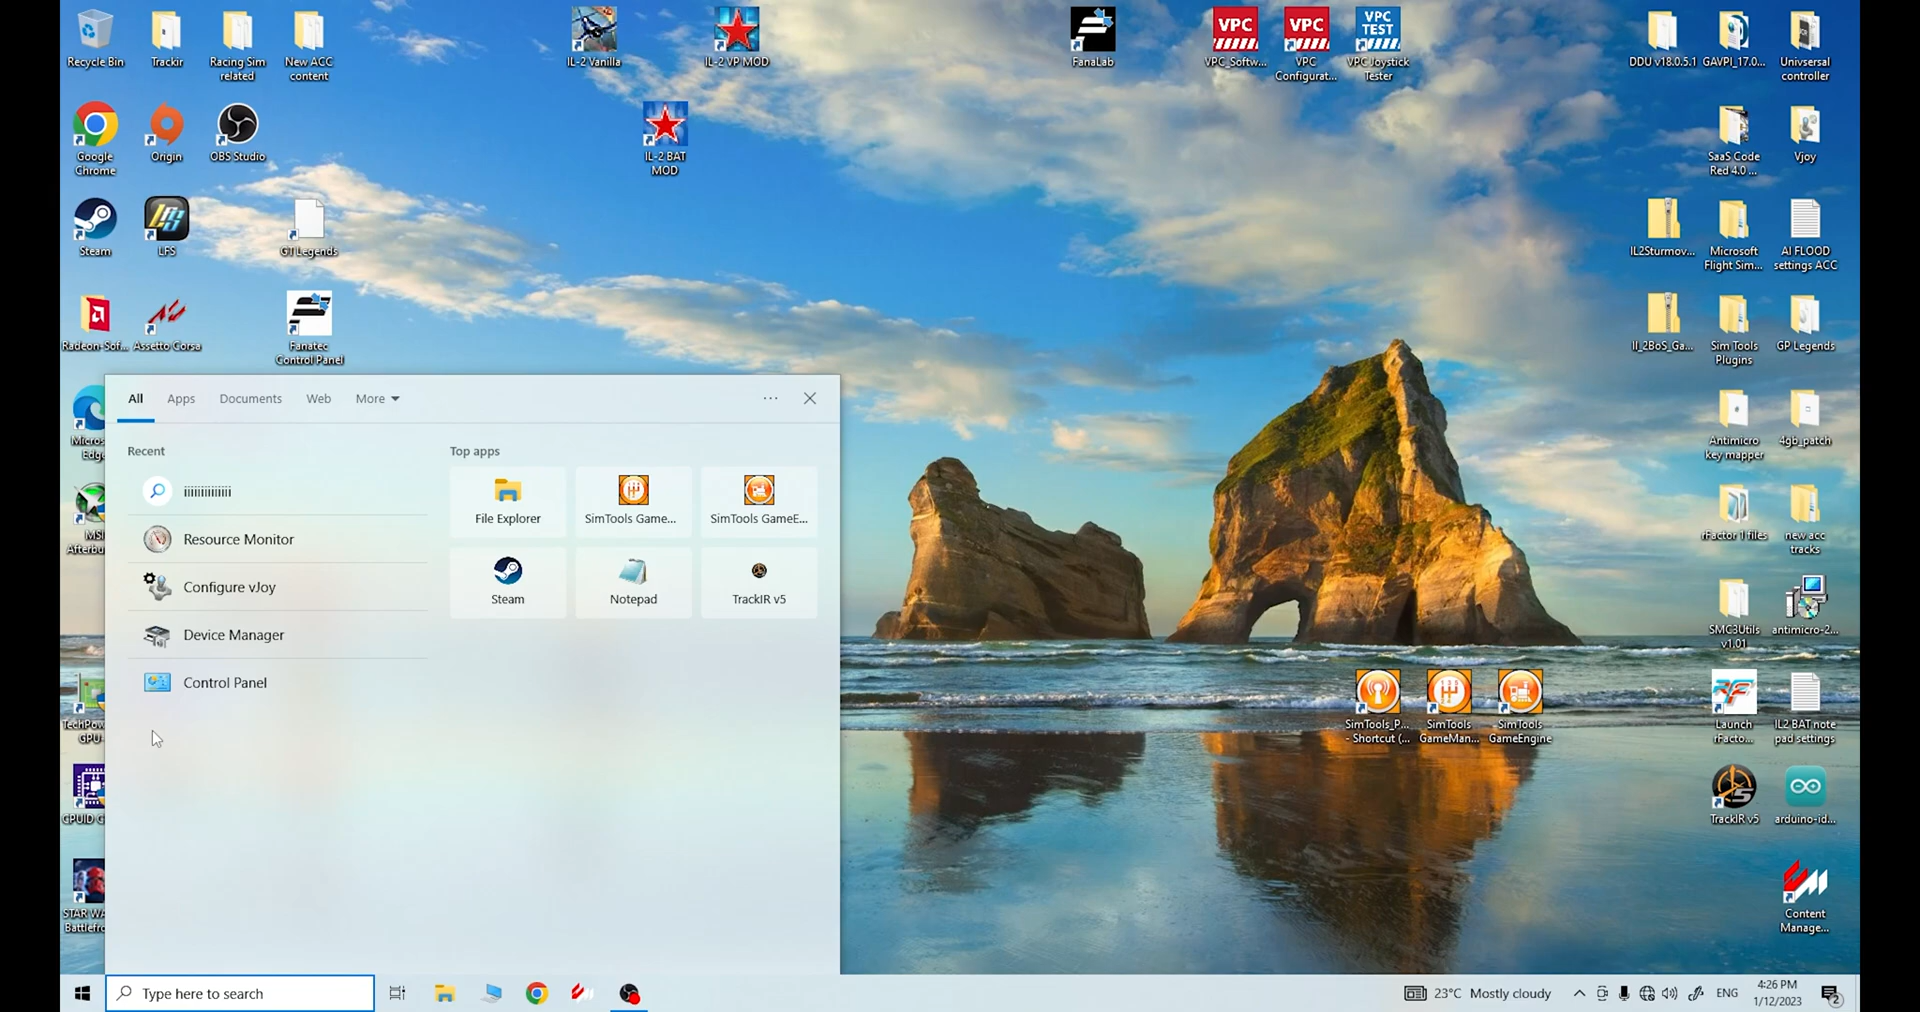 Recycle Bin
Trackir
Racing Sim
related
New ACC
content
IL-2 Vanilla
IL-2 VP MOD
FanaLab
VPC
VPC_Softw...
VPC
VPC
Configurat...
VPC
TEST
VPC Joystick
Tester
DDU v18.0.5.1
GAVPI_17.0...
Univsersal
controller
Google
Chrome
Origin
OBS Studio
IL-2 BAT
MOD
SaaS Code
Red 4.0 ...
Vjoy
Steam
LFS
GT Legends
IL2Sturmov...
Microsoft
Flight Sim...
AI FLOOD
settings ACC
Radeon-Sof...
Assetto Corsa
Fanatec
Control Panel
Il_2BoS_Ga...
Sim Tools
Plugins
GP Legends
All
Apps
Documents
Web
More
Recent
Top apps
iiiiiiiiiiiiii
Resource Monitor
Configure vJoy
Device Manager
Control Panel
File Explorer
SimTools Game...
SimTools GameE...
Steam
Notepad
TrackIR v5
Antimicro
key mapper
4gb_patch
rFactor 1 files
new acc
tracks
SMC3Utils
v1.01
antimicro-2...
SimTools_P...
- Shortcut (...
SimTools
GameMan...
SimTools
GameEngine
Launch
rFacto...
IL2 BAT note
pad settings
TrackIR v5
arduino-id...
Content
Manage...
Type here to search
23°C Mostly cloudy
ENG
4:26 PM
1/12/2023
2